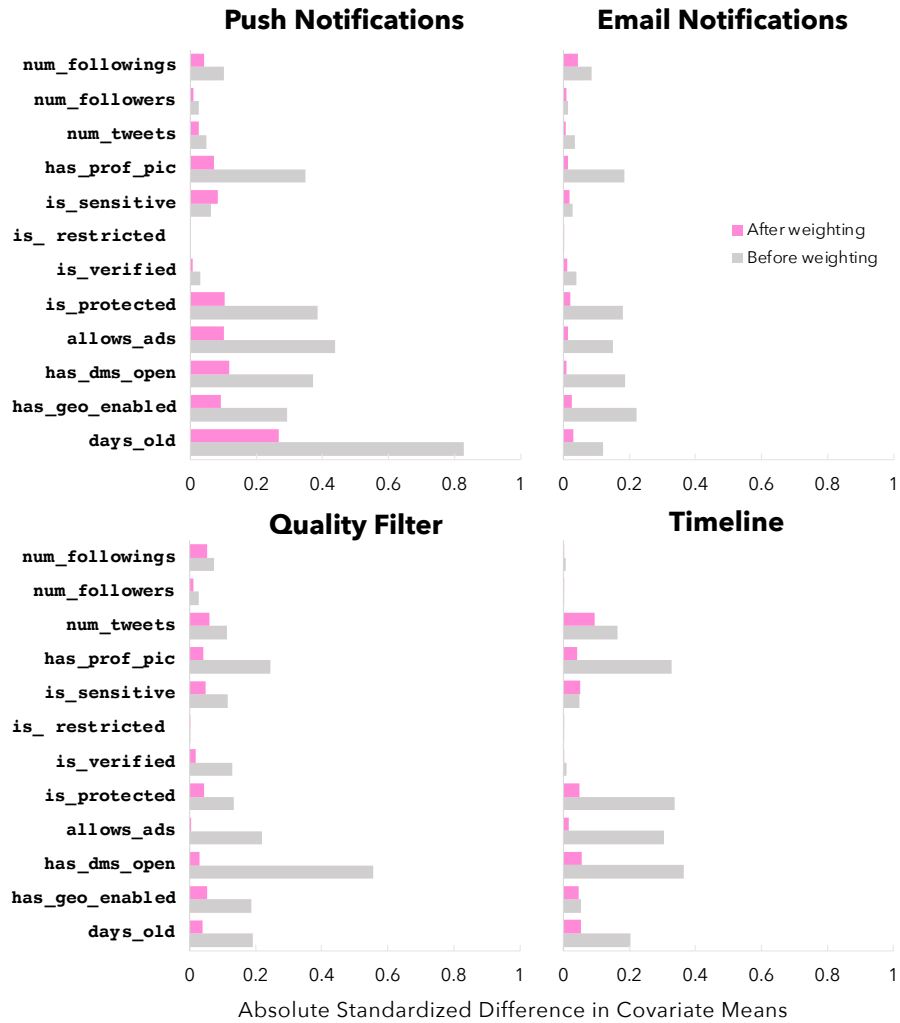 Push Notifications
Email Notifications
num_followings
num_followers
num_tweets
has_prof_pic
is_sensitive
is_ restricted
is_verified
is_protected
allows_ads
has_dms_open
has_geo_enabled
days_old
After weighting
Before weighting
0 0.2 0.4 0.6 0.8 1
0 0.2 0.4 0.6 0.8 1
Quality Filter
Timeline
num_followings
num_followers
num_tweets
has_prof_pic
is_sensitive
is_ restricted
is_verified
is_protected
allows_ads
has_dms_open
has_geo_enabled
days_old
0 0.2 0.4 0.6 0.8 1
0 0.2 0.4 0.6 0.8 1
Absolute Standardized Difference in Covariate Means